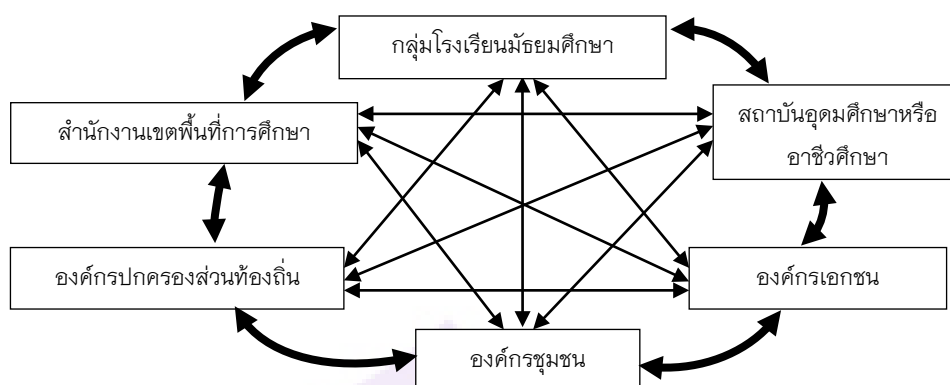 กลุ่มโรงเรียนมัธยมศึกษา
สำนักงานเขตพื้นที่การศึกษา
สถาบันอุดมศึกษาหรือ
อาชีวศึกษา
องค์กรปกครองส่วนท้องถิ่น
องค์กรเอกชน
องค์กรชุมชน